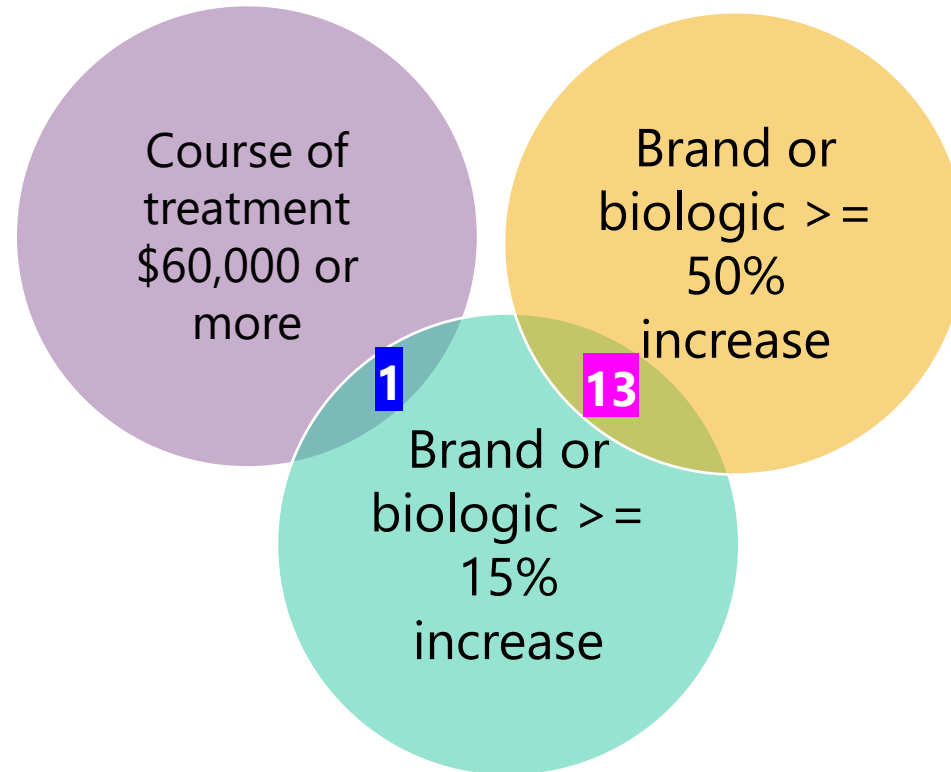 Course of
treatment
$60,000 or
more
Brand or
biologic >=
50%
increase
1
13
Brand or
biologic >=
15%
increase